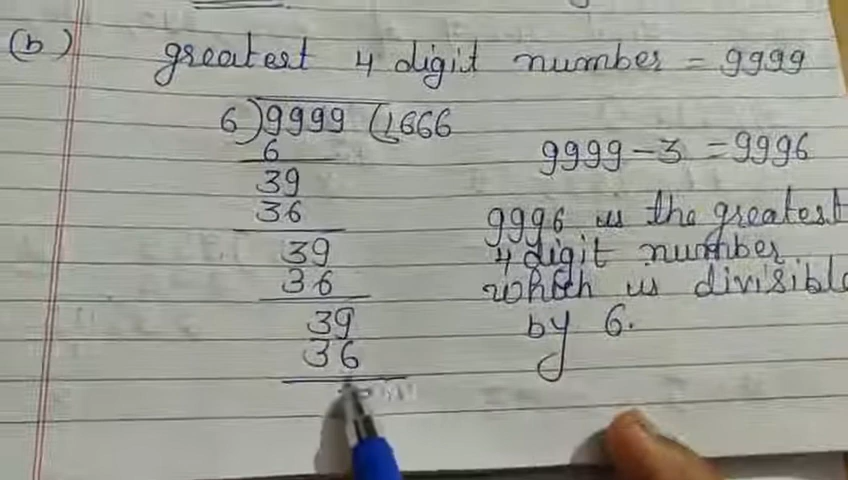 (b) greatest 4 digit number = 9999
6)9999(1666
6
39
36
39
36
39
36
9999-3 = 9996
9996 is the greatest
4 digit number
which is divisible
by 6.